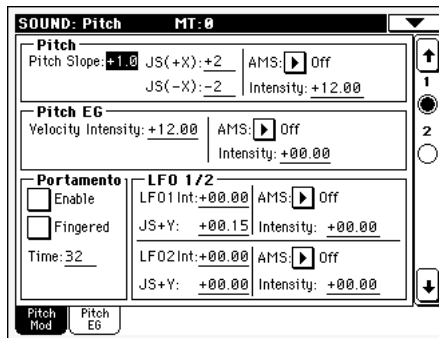 SOUND: Pitch MT:0
Pitch
Pitch Slope: +1.0 JS(+X): +2 AMS: Off
JS(-X): -2 Intensity: +12.00
1
2
Pitch EG
Velocity Intensity: +12.00 AMS: Off
Intensity: +00.00
Portamento LFO 1/2
Enable LFO1 Int: +00.00 AMS: Off
Fingered JS+Y: +00.15 Intensity: +00.00
Time: 32 LFO2 Int: +00.00 AMS: Off
JS+Y: +00.00 Intensity: +00.00
Pitch Mod Pitch EG